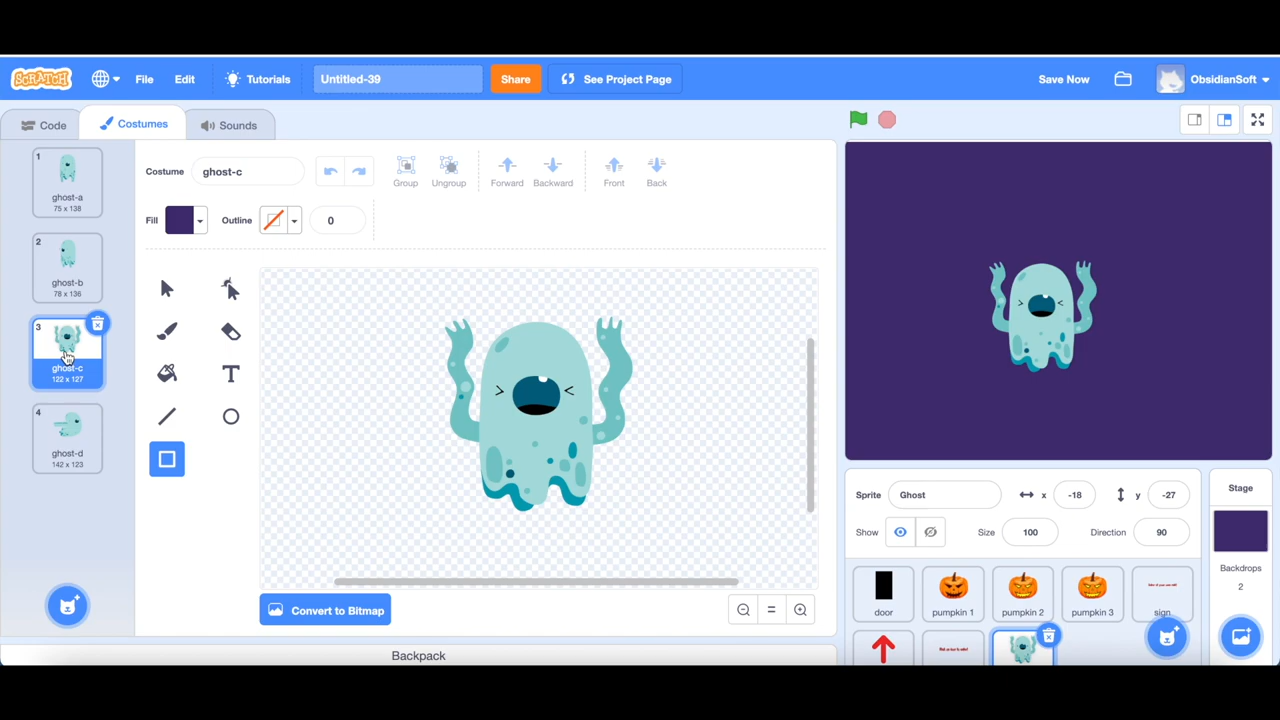 SCRATCH File Edit Tutorials Untitled-39 Share See Project Page Save Now ObsidianSoft
Code Costumes Sounds
1
ghost-a
75 x 138
2
ghost-b
78 x 136
3
ghost-c
122 x 127
4
ghost-d
142 x 123
Costume ghost-c Group Ungroup Forward Backward Front Back
Fill Outline 0
T
Convert to Bitmap
Backpack
Sprite Ghost x -18 y -27
Show Size 100 Direction 90
door pumpkin 1 pumpkin 2 pumpkin 3 sign
Stage
Backdrops
2